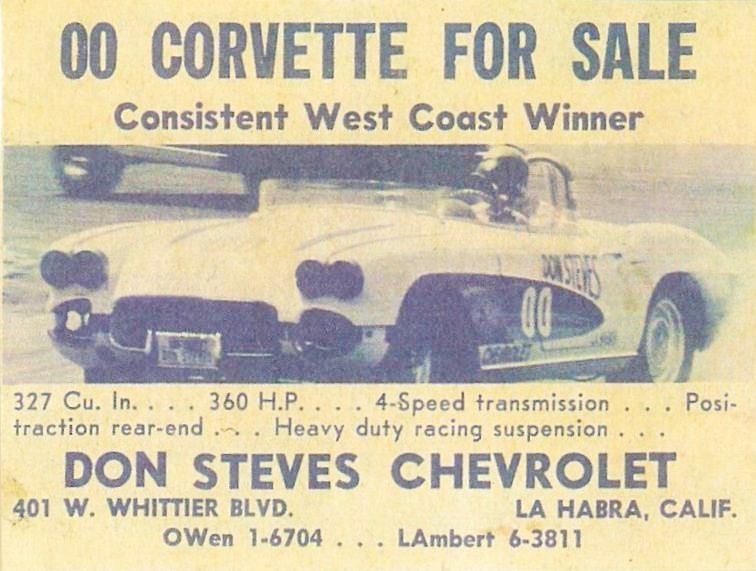 00 CORVETTE FOR SALE
Consistent West Coast Winner
DON STEVES
00
CHEVROLET
327 Cu. In. . . . 360 H.P. . . . 4-Speed transmission . . . Posi-
traction rear-end . . . Heavy duty racing suspension . . .
DON STEVES CHEVROLET
401 W. WHITTIER BLVD. LA HABRA, CALIF.
OWen 1-6704 . . . LAmbert 6-3811